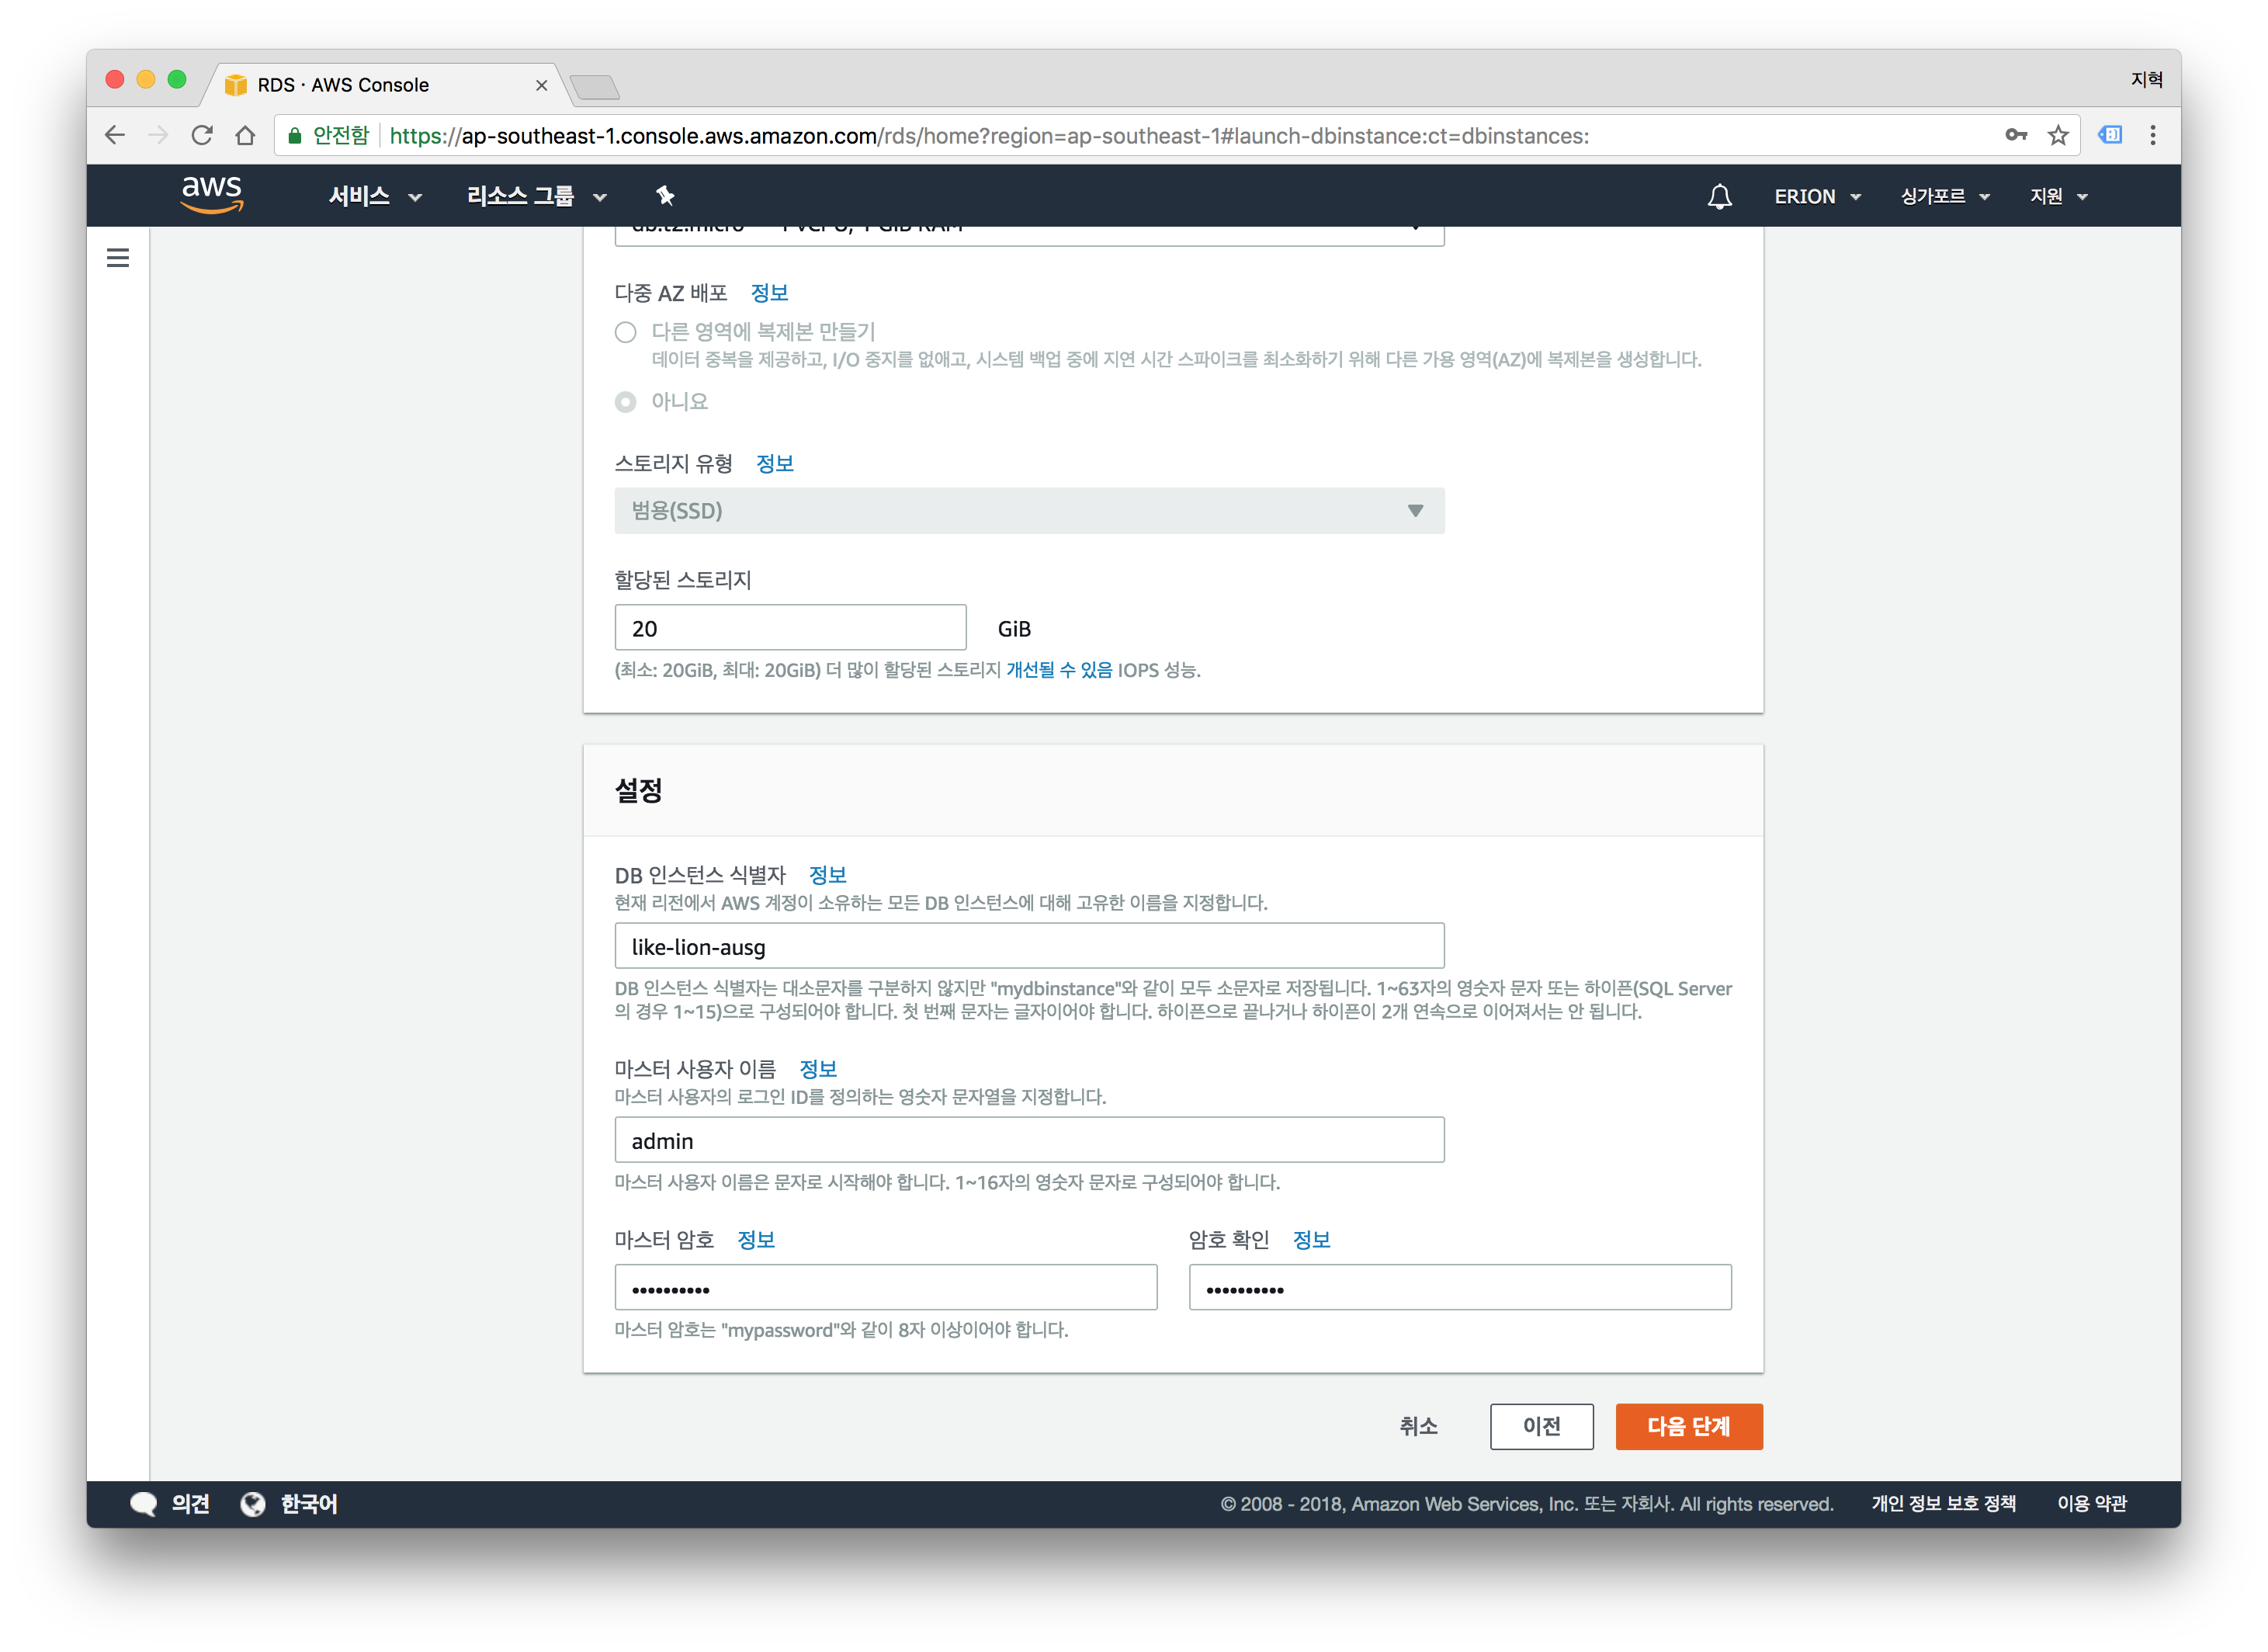 RDS · AWS Console
지혁
안전함 https://ap-southeast-1.console.aws.amazon.com/rds/home?region=ap-southeast-1#launch-dbinstance:ct=dbinstances:
aws 서비스 리소스 그룹 ERION 싱가포르 지원
db.t2.micro — 1 vCPU, 1 GiB RAM
다중 AZ 배포 정보
다른 영역에 복제본 만들기
데이터 중복을 제공하고, I/O 중지를 없애고, 시스템 백업 중에 지연 시간 스파이크를 최소화하기 위해 다른 가용 영역(AZ)에 복제본을 생성합니다.
아니요
스토리지 유형 정보
범용(SSD)
할당된 스토리지
20 GiB
(최소: 20GiB, 최대: 20GiB) 더 많이 할당된 스토리지 개선될 수 있음 IOPS 성능.
설정
DB 인스턴스 식별자 정보
현재 리전에서 AWS 계정이 소유하는 모든 DB 인스턴스에 대해 고유한 이름을 지정합니다.
like-lion-ausg
DB 인스턴스 식별자는 대소문자를 구분하지 않지만 "mydbinstance"와 같이 모두 소문자로 저장됩니다. 1~63자의 영숫자 문자 또는 하이픈(SQL Server
의 경우 1~15)으로 구성되어야 합니다. 첫 번째 문자는 글자이어야 합니다. 하이픈으로 끝나거나 하이픈이 2개 연속으로 이어져서는 안 됩니다.
마스터 사용자 이름 정보
마스터 사용자의 로그인 ID를 정의하는 영숫자 문자열을 지정합니다.
admin
마스터 사용자 이름은 문자로 시작해야 합니다. 1~16자의 영숫자 문자로 구성되어야 합니다.
마스터 암호 정보 암호 확인 정보
•••••••••• ••••••••••
마스터 암호는 "mypassword"와 같이 8자 이상이어야 합니다.
취소 이전 다음 단계
의견 한국어 © 2008 - 2018, Amazon Web Services, Inc. 또는 자회사. All rights reserved. 개인 정보 보호 정책 이용 약관